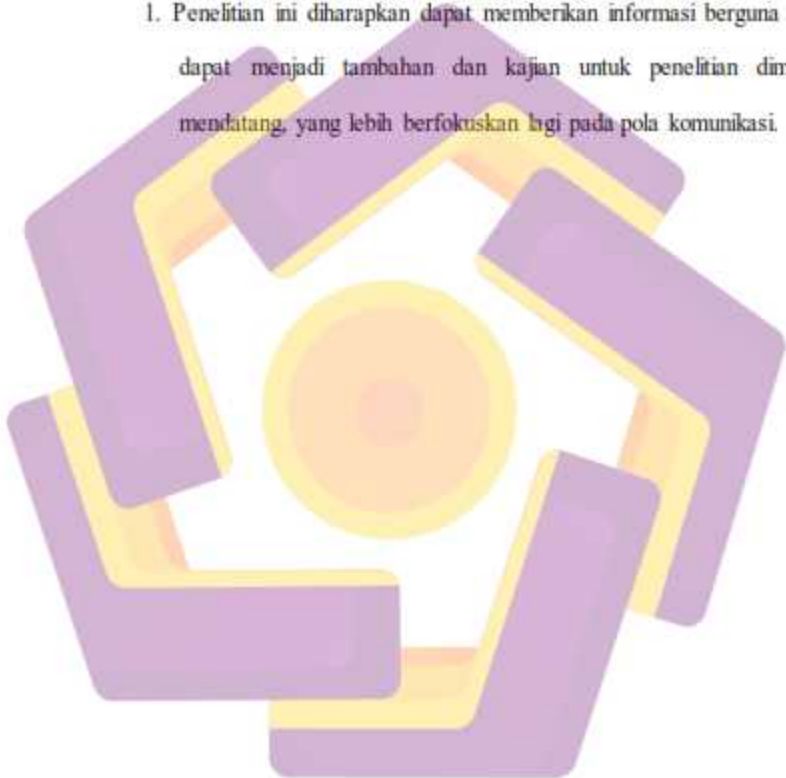 1. Penelitian ini diharapkan dapat memberikan informasi berguna
dapat menjadi tambahan dan kajian untuk penelitian dim
mendatang, yang lebih berfokuskan lagi pada pola komunikasi.